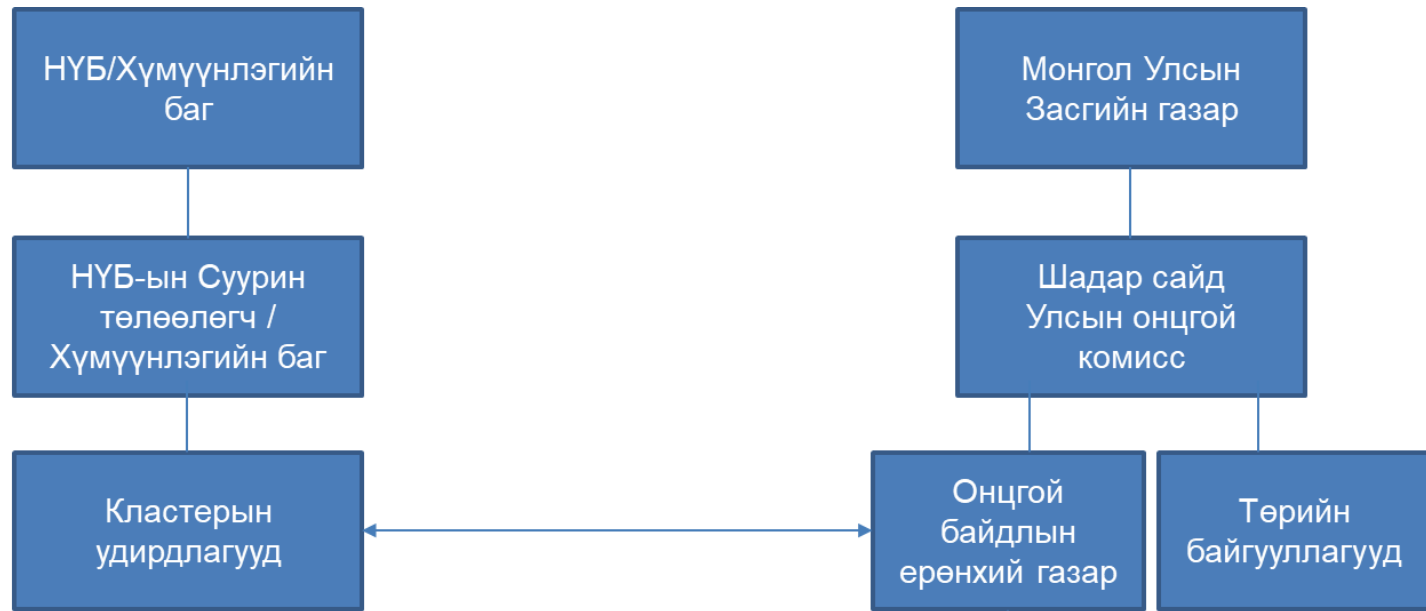 НҮБ/Хүмүүнлэгийн
баг
Монгол Улсын
Засгийн газар
НҮБ-ын Суурин
төлөөлөгч /
Хүмүүнлэгийн баг
Шадар сайд
Улсын онцгой
комисс
Кластерын
удирдлагууд
Онцгой
байдлын
ерөнхий газар
Төрийн
байгууллагууд